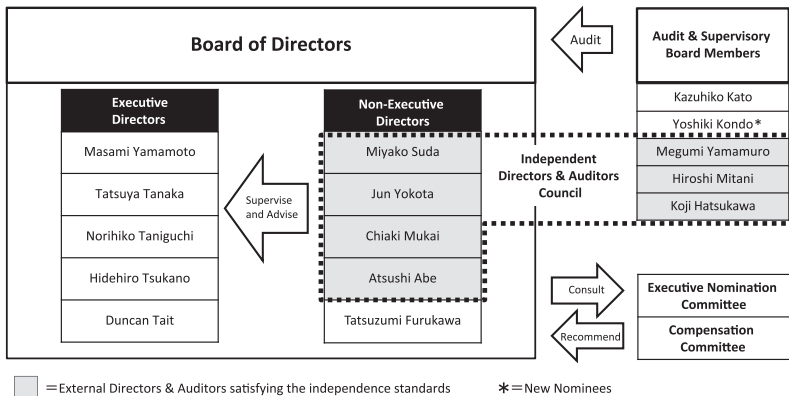 Board of Directors
Audit
Audit & Supervisory
Board Members
Kazuhiko Kato
Yoshiki Kondo*
Megumi Yamamuro
Hiroshi Mitani
Koji Hatsukawa
Executive
Directors
Masami Yamamoto
Tatsuya Tanaka
Norihiko Taniguchi
Hidehiro Tsukano
Duncan Tait
Supervise
and Advise
Non-Executive
Directors
Miyako Suda
Jun Yokota
Chiaki Mukai
Atsushi Abe
Tatsuzumi Furukawa
Independent
Directors & Auditors
Council
Consult
Recommend
Executive Nomination
Committee
Compensation
Committee
=External Directors & Auditors satisfying the independence standards
*=New Nominees